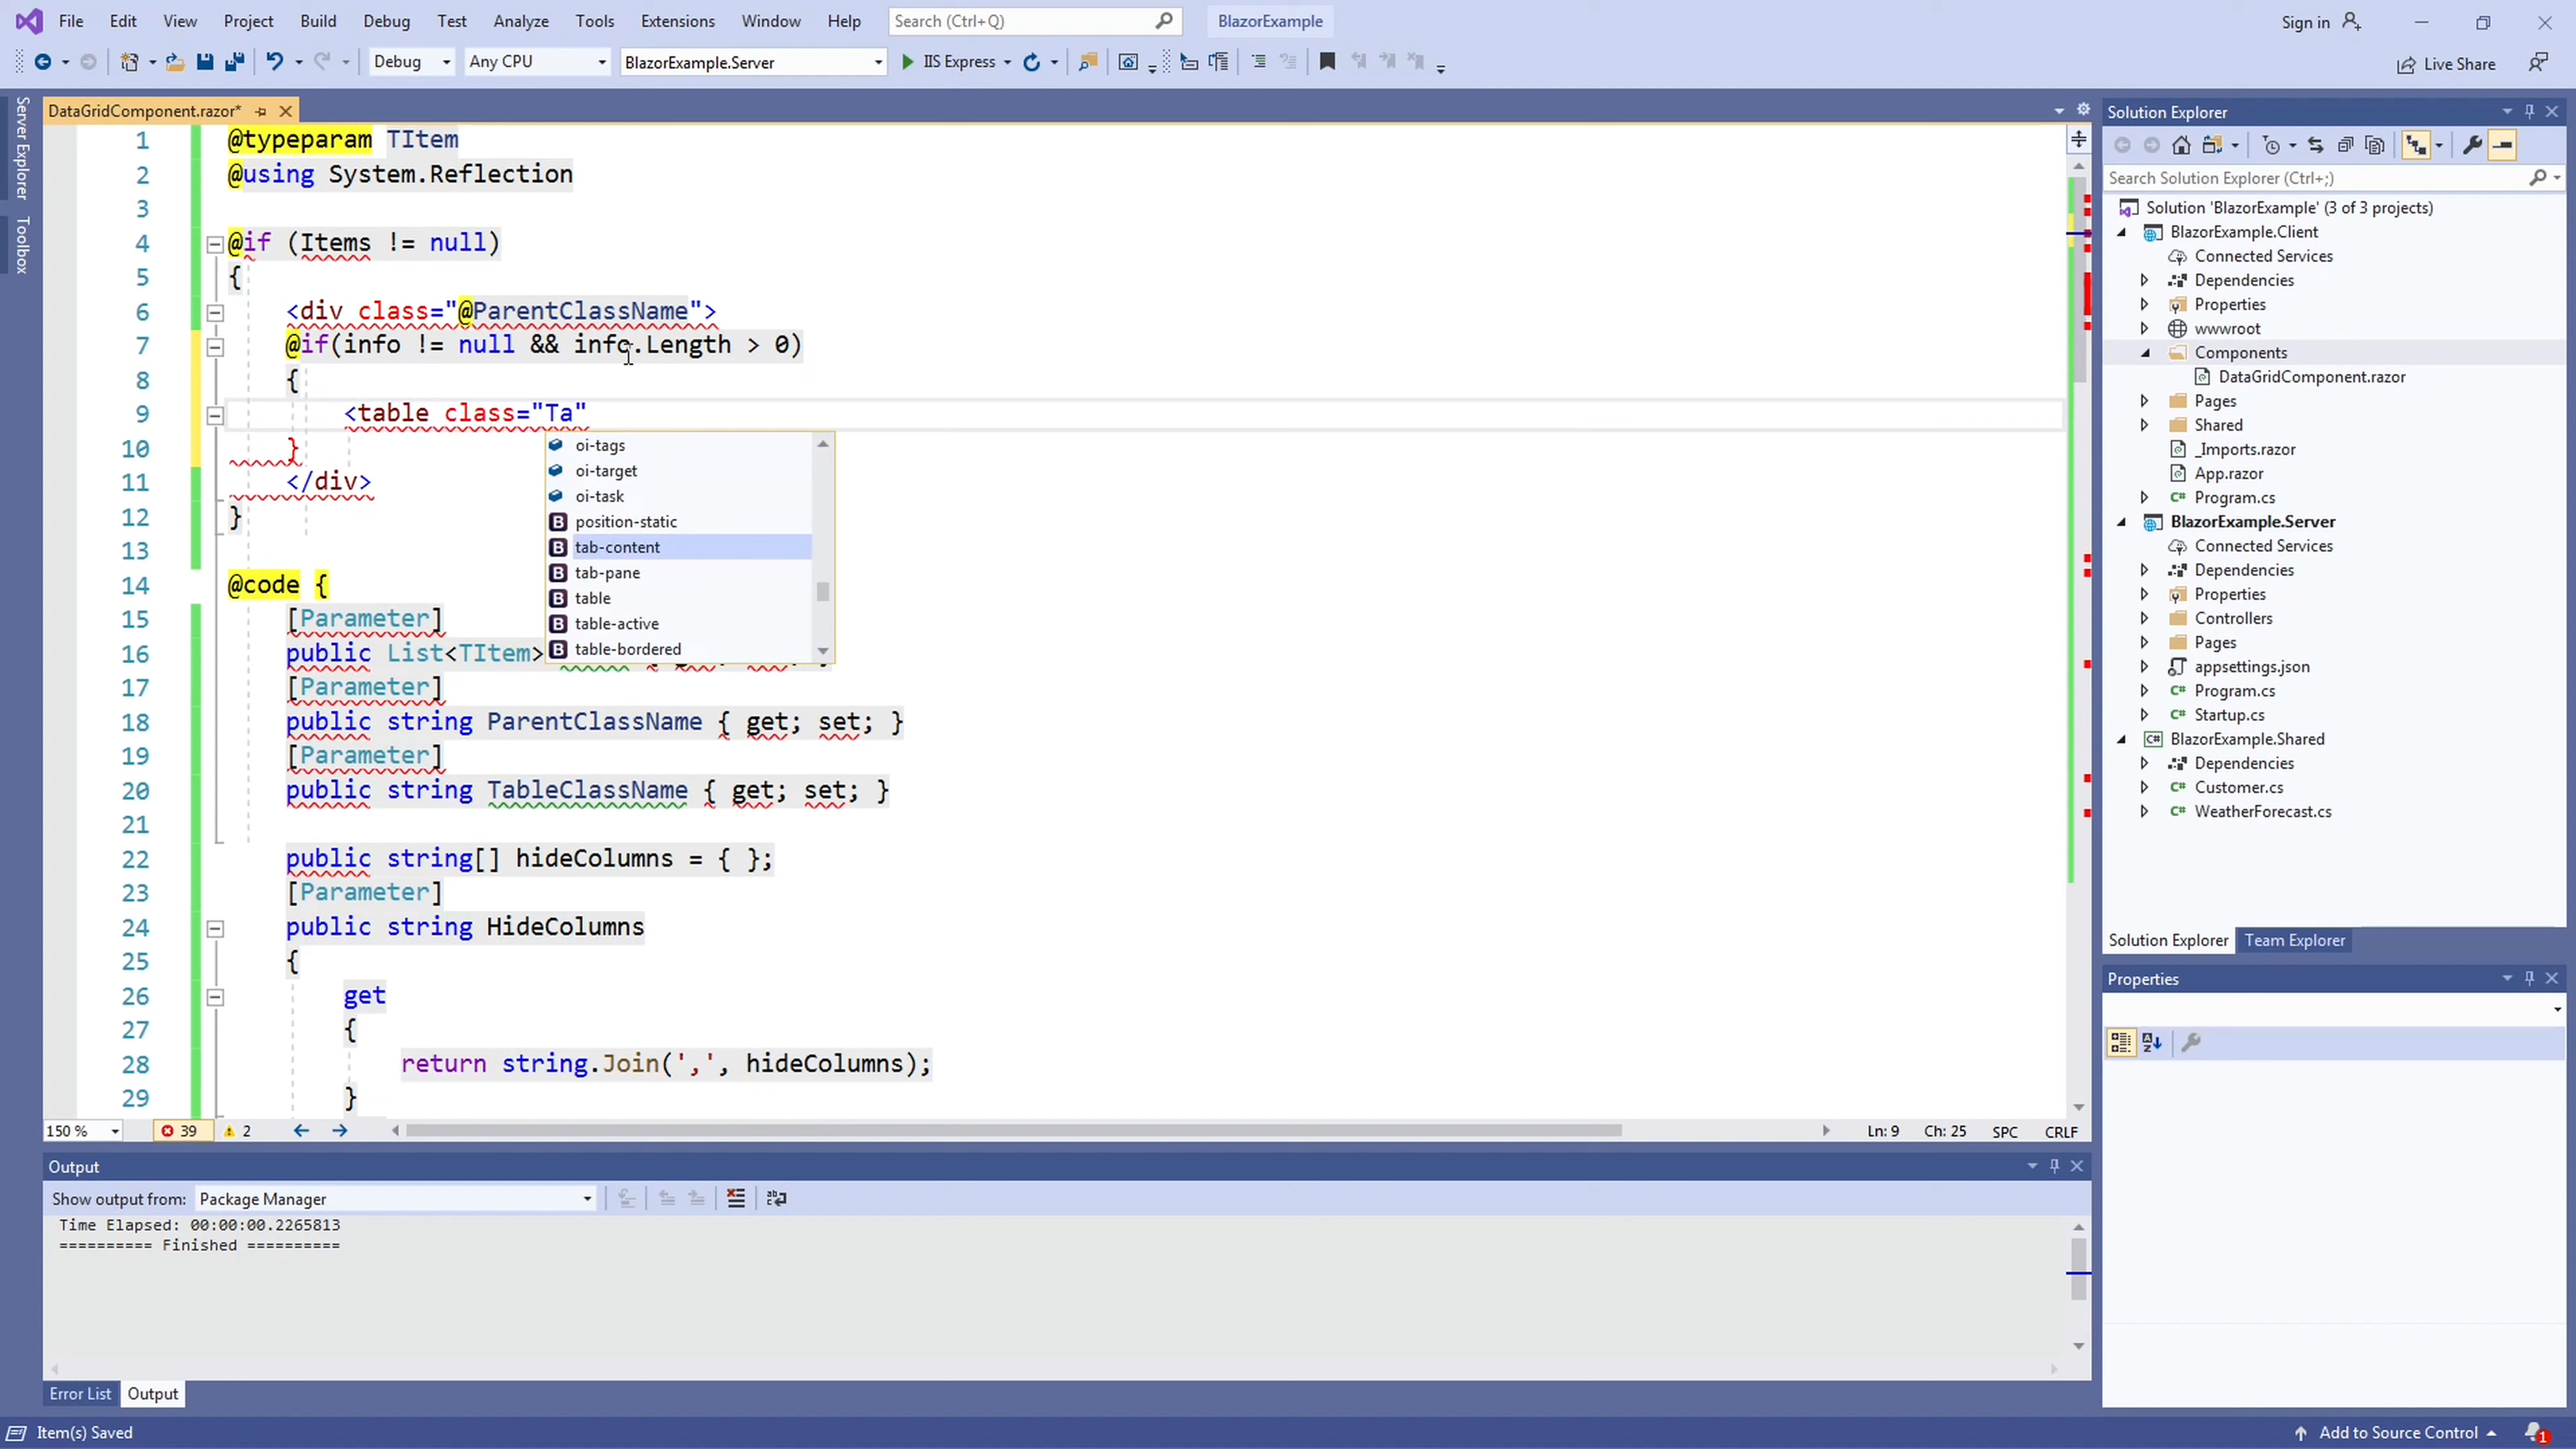 File Edit View Project Build Debug Test Analyze Tools Extensions Window Help Search (Ctrl+Q) BlazorExample Sign in
Debug Any CPU BlazorExample.Server IIS Express Live Share
Server Explorer
Toolbox
DataGridComponent.razor*
1 @typeparam TItem
2 @using System.Reflection
3
4 @if (Items != null)
5 {
6 <div class="@ParentClassName">
7 @if(info != null && info.Length > 0)
8 {
9 <table class="Ta"
10 }
11 </div>
12 }
13
14 @code {
15 [Parameter]
16 public List<TItem>
17 [Parameter]
18 public string ParentClassName { get; set; }
19 [Parameter]
20 public string TableClassName { get; set; }
21
22 public string[] hideColumns = { };
23 [Parameter]
24 public string HideColumns
25 {
26 get
27 {
28 return string.Join(',', hideColumns);
29 }
oi-tags
oi-target
oi-task
position-static
tab-content
tab-pane
table
table-active
table-bordered
150 % 39 2 Ln: 9 Ch: 25 SPC CRLF
Output
Show output from: Package Manager
Time Elapsed: 00:00:00.2265813
========== Finished ==========
Error List Output
Item(s) Saved
Solution Explorer
Search Solution Explorer (Ctrl+;)
Solution 'BlazorExample' (3 of 3 projects)
BlazorExample.Client
Connected Services
Dependencies
Properties
wwwroot
Components
DataGridComponent.razor
Pages
Shared
_Imports.razor
App.razor
C# Program.cs
BlazorExample.Server
Connected Services
Dependencies
Properties
Controllers
Pages
appsettings.json
C# Program.cs
C# Startup.cs
C# BlazorExample.Shared
Dependencies
C# Customer.cs
C# WeatherForecast.cs
Solution Explorer Team Explorer
Properties
Add to Source Control 1